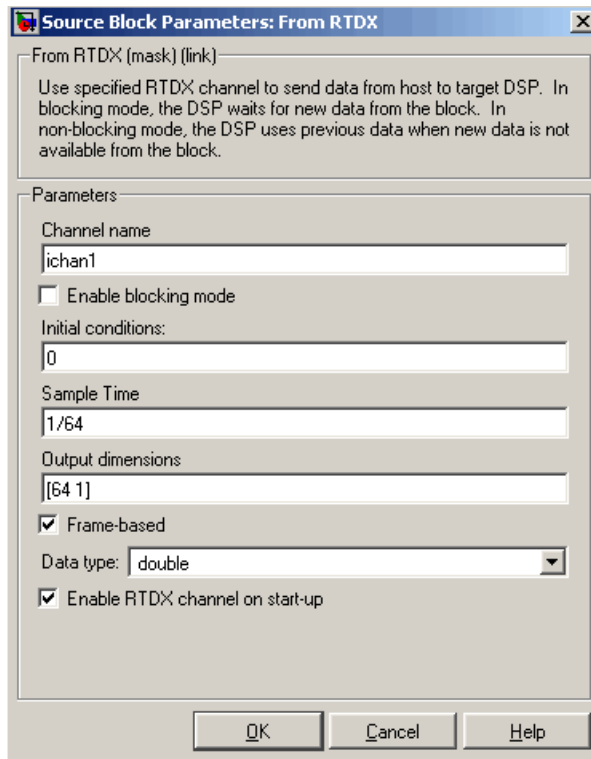 Source Block Parameters: From RTDX
From RTDX (mask) (link)
Use specified RTDX channel to send data from host to target DSP. In
blocking mode, the DSP waits for new data from the block. In
non-blocking mode, the DSP uses previous data when new data is not
available from the block.
Parameters
Channel name
ichan1
Enable blocking mode
Initial conditions:
0
Sample Time
1/64
Output dimensions
[64 1]
Frame-based
Data type: double
Enable RTDX channel on start-up
OK Cancel Help